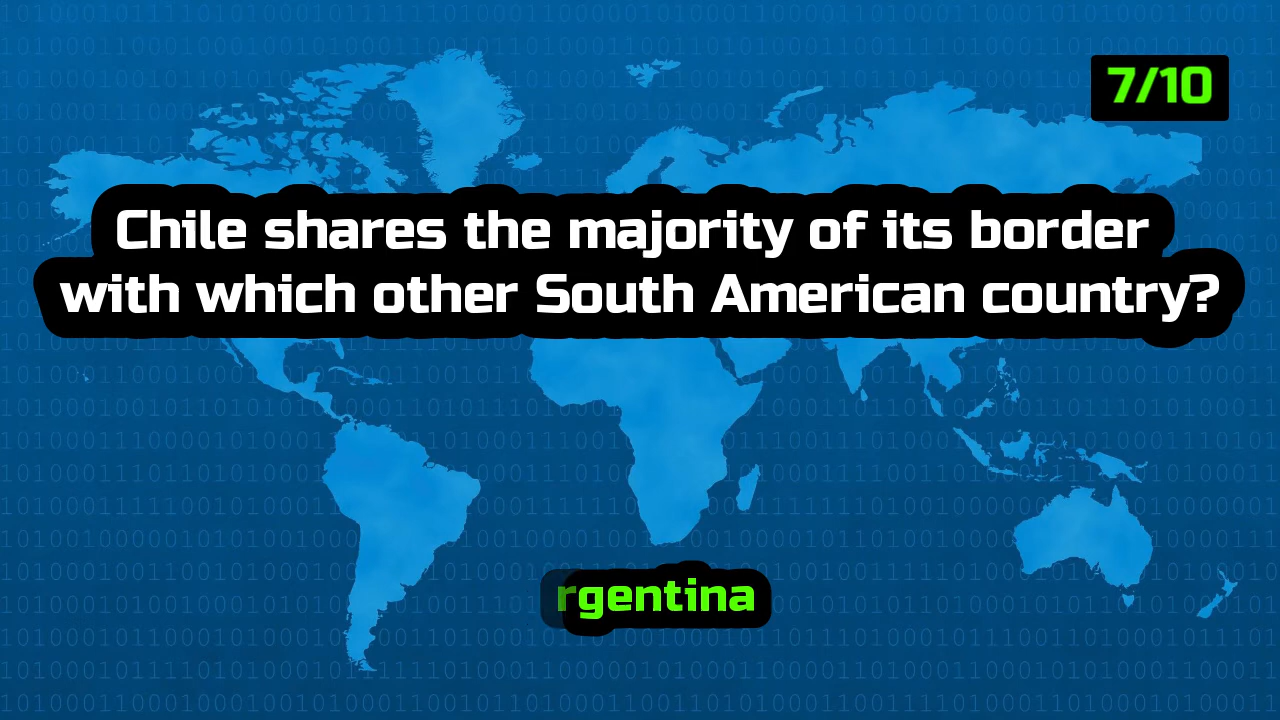 7/10
Chile shares the majority of its border
with which other South American country?
rgentina